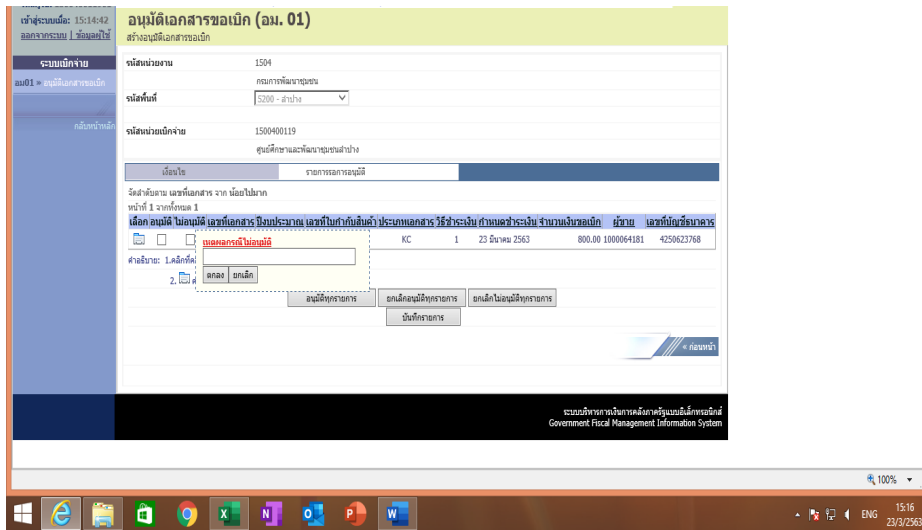 เข้าสู่ระบบเมื่อ: 15:14:42
ออกจากระบบ | ข้อมูลผู้ใช้
อนุมัติเอกสารขอเบิก (อม. 01)
สร้างอนุมัติเอกสารขอเบิก
ระบบเบิกจ่าย
อม01 » อนุมัติเอกสารขอเบิก
กลับหน้าหลัก
รหัสหน่วยงาน 1504
กรมการพัฒนาชุมชน
รหัสพื้นที่ 5200 - ลำปาง
รหัสหน่วยเบิกจ่าย 1500400119
ศูนย์ศึกษาและพัฒนาชุมชนลำปาง
เงื่อนไข รายการรอการอนุมัติ
จัดลำดับตาม เลขที่เอกสาร จาก น้อยไปมาก
หน้าที่ 1 จากทั้งหมด 1
เลือก อนุมัติ ไม่อนุมัติ เลขที่เอกสาร ปีงบประมาณ เลขที่ใบกำกับสินค้า ประเภทเอกสาร วิธีชำระเงิน กำหนดชำระเงิน จำนวนเงินขอเบิก ผู้ขาย เลขที่บัญชีธนาคาร
KC 1 23 มีนาคม 2563 800.00 1000064181 4250623768
เหตุผลกรณีไม่อนุมัติ
ตกลง ยกเลิก
คำอธิบาย: 1.คลิกที่
2.
อนุมัติทุกรายการ ยกเลิกอนุมัติทุกรายการ ยกเลิกไม่อนุมัติทุกรายการ
บันทึกรายการ
« ก่อนหน้า
ระบบบริหารการเงินการคลังภาครัฐแบบอิเล็กทรอนิกส์
Government Fiscal Management Information System
100%
ENG 15:16
23/3/2563